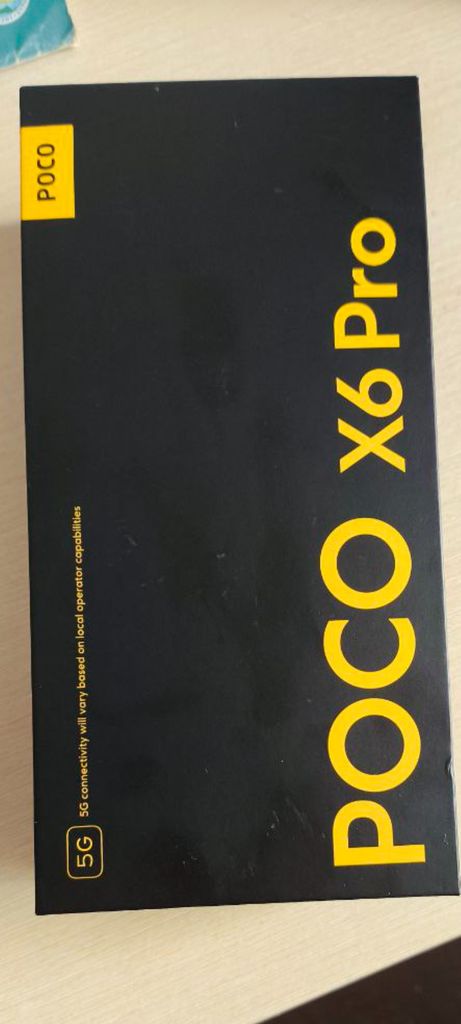 POCO
5G
5G connectivity will vary based on local operator capabilities
POCO X6 Pro